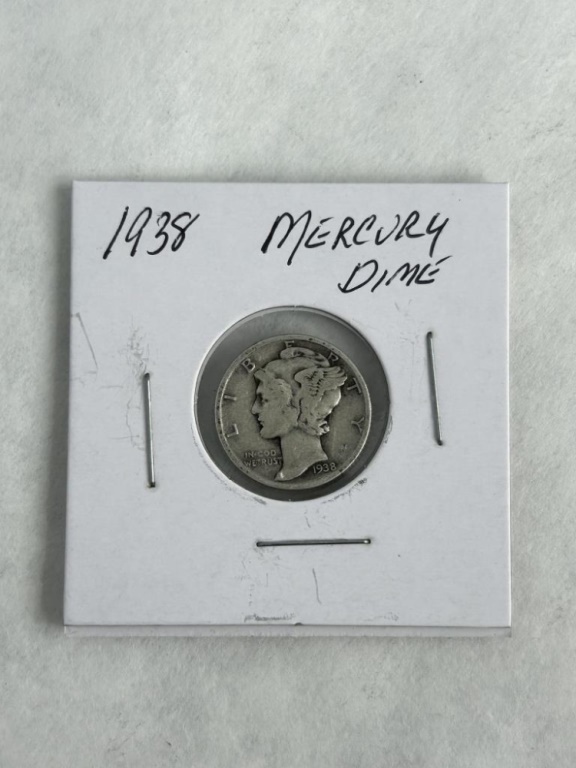 1938 MERCURY
DIME
LIBERTY
IN GOD
WE TRUST
1938